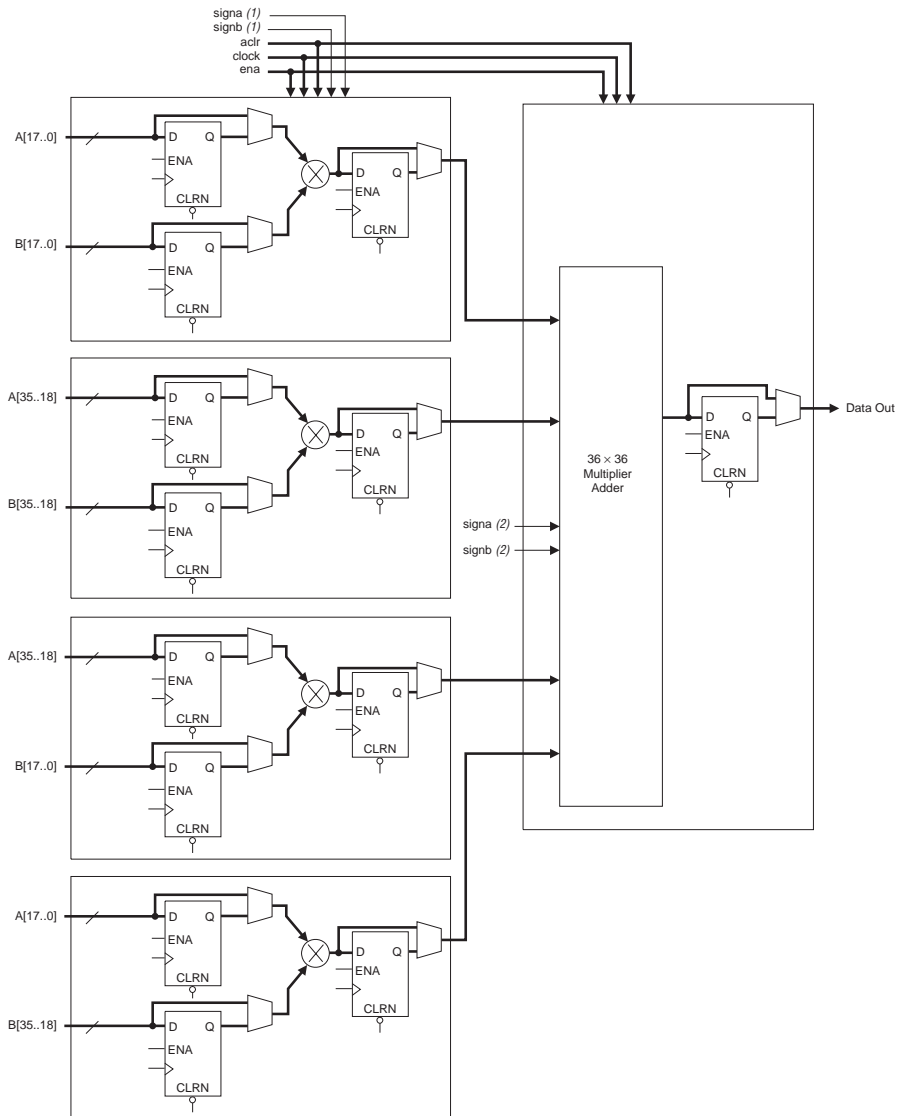 signa (1)
signb (1)
aclr
clock
ena
A[17..0]
D Q
ENA
CLRN
B[17..0]
D Q
ENA
CLRN
D Q
ENA
CLRN
A[35..18]
D Q
ENA
CLRN
B[35..18]
D Q
ENA
CLRN
D Q
ENA
CLRN
A[35..18]
D Q
ENA
CLRN
B[17..0]
D Q
ENA
CLRN
D Q
ENA
CLRN
A[17..0]
D Q
ENA
CLRN
B[35..18]
D Q
ENA
CLRN
D Q
ENA
CLRN
36 × 36
Multiplier
Adder
signa (2)
signb (2)
D Q
ENA
CLRN
Data Out